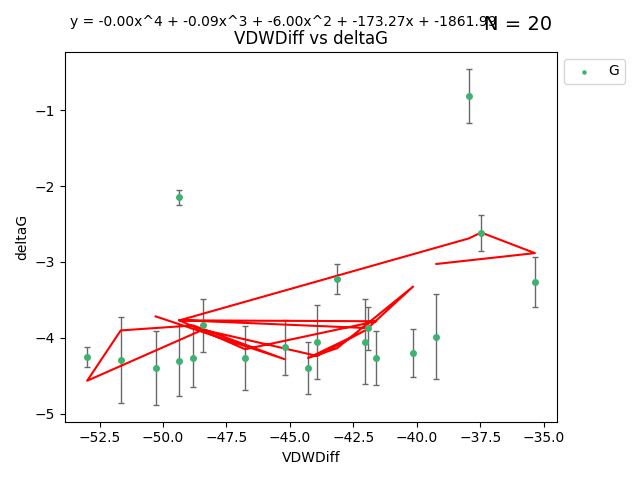 y = -0.00x^4 + -0.09x^3 + -6.00x^2 + -173.27x + -1861.99
N = 20
VDWDiff vs deltaG
G
−1
−2
−3
−4
−5
deltaG
−52.5 −50.0 −47.5 −45.0 −42.5 −40.0 −37.5 −35.0
VDWDiff